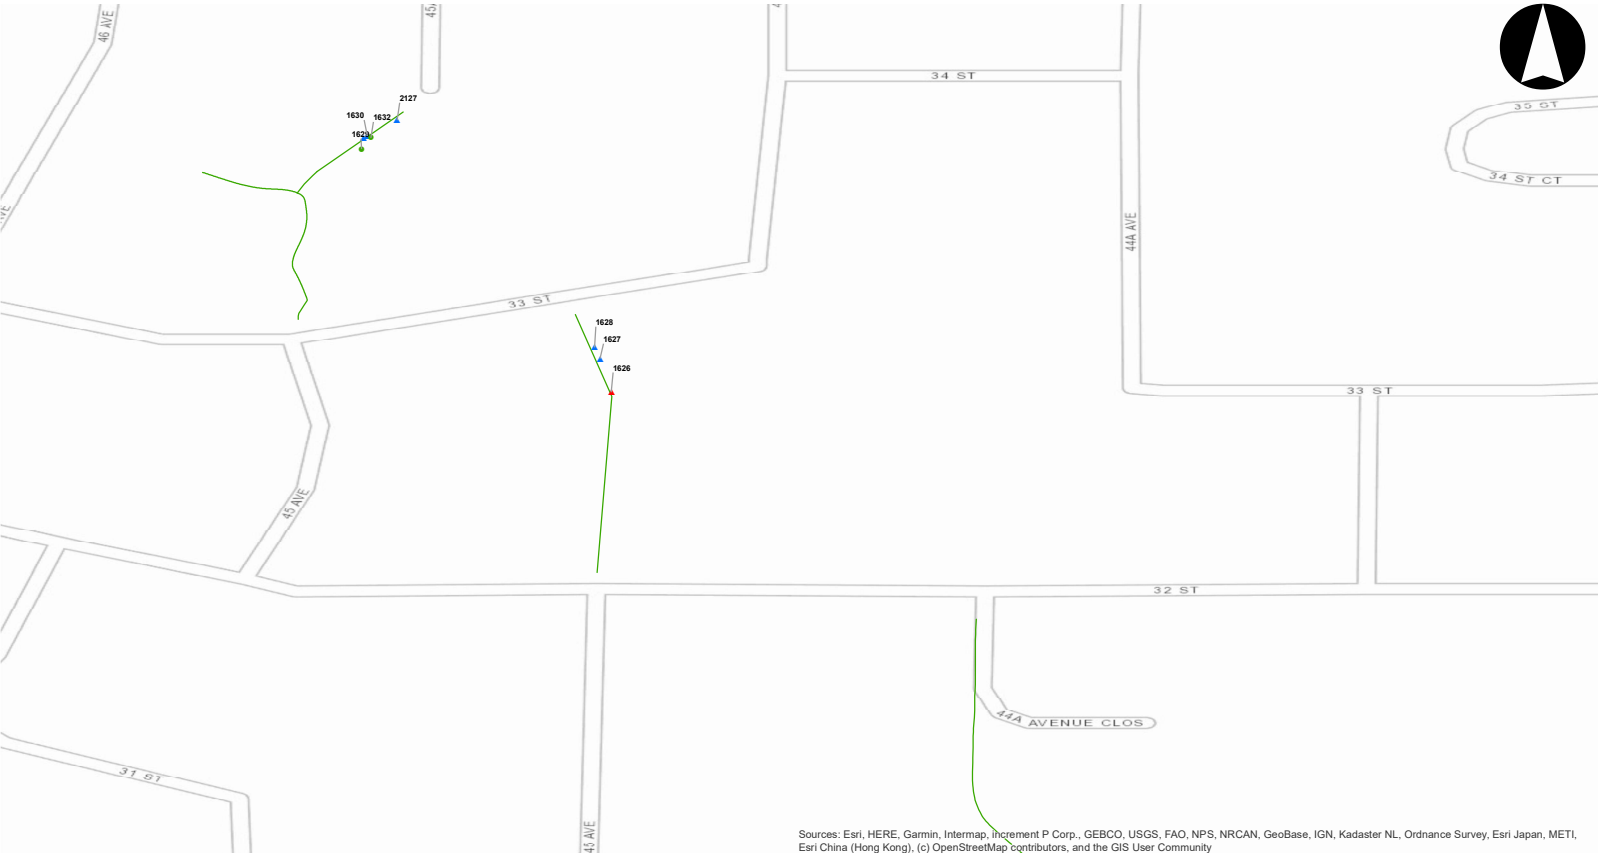 46 AVE
45A
4
34 ST
35 ST
34 ST CT
2127
1630
1632
1629
AVE
44A AVE
33 ST
1628
1627
1626
33 ST
45 AVE
32 ST
44A AVENUE CLOS
31 ST
45 AVE
Sources: Esri, HERE, Garmin, Intermap, increment P Corp., GEBCO, USGS, FAO, NPS, NRCAN, GeoBase, IGN, Kadaster NL, Ordnance Survey, Esri Japan, METI,
Esri China (Hong Kong), (c) OpenStreetMap contributors, and the GIS User Community